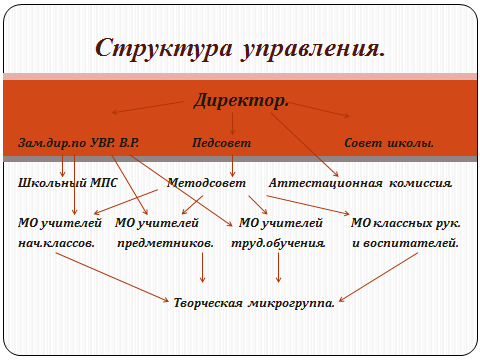 Структура управления.
Директор.
Зам.дир.по УВР. В.Р. Педсовет Совет школы.
Школьный МПС Методсовет Аттестационная комиссия.
МО учителей МО учителей МО учителей МО классных рук.
нач.классов. предметников. труд.обучения. и воспитателей.
Творческая микрогруппа.